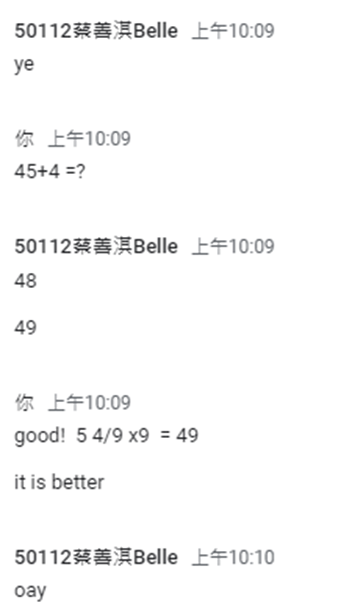 50112蔡善淇Belle 上午10:09
ye
你 上午10:09
45+4 =?
50112蔡善淇Belle 上午10:09
48
49
你 上午10:09
good!  5 4/9 x9  = 49
it is better
50112蔡善淇Belle 上午10:10
oay